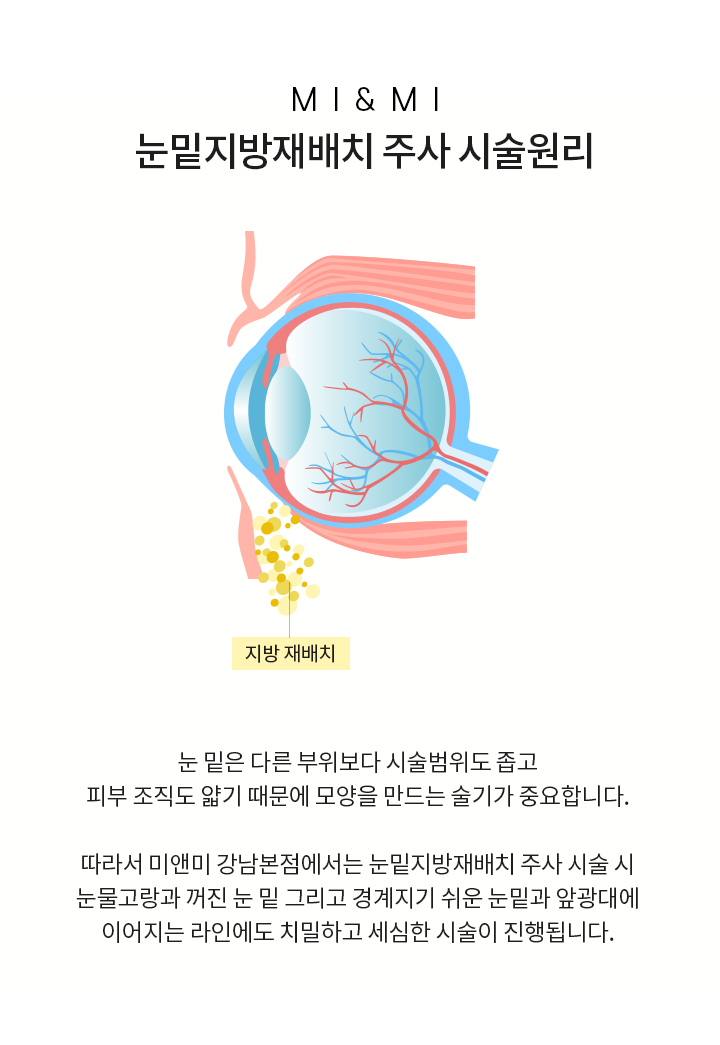 MI&MI
눈밑지방재배치 주사 시술원리
지방 재배치
눈 밑은 다른 부위보다 시술범위도 좁고
피부 조직도 얇기 때문에 모양을 만드는 술기가 중요합니다.
따라서 미앤미 강남본점에서는 눈밑지방재배치 주사 시술 시
눈물고랑과 꺼진 눈 밑 그리고 경계지기 쉬운 눈밑과 앞광대에
이어지는 라인에도 치밀하고 세심한 시술이 진행됩니다.